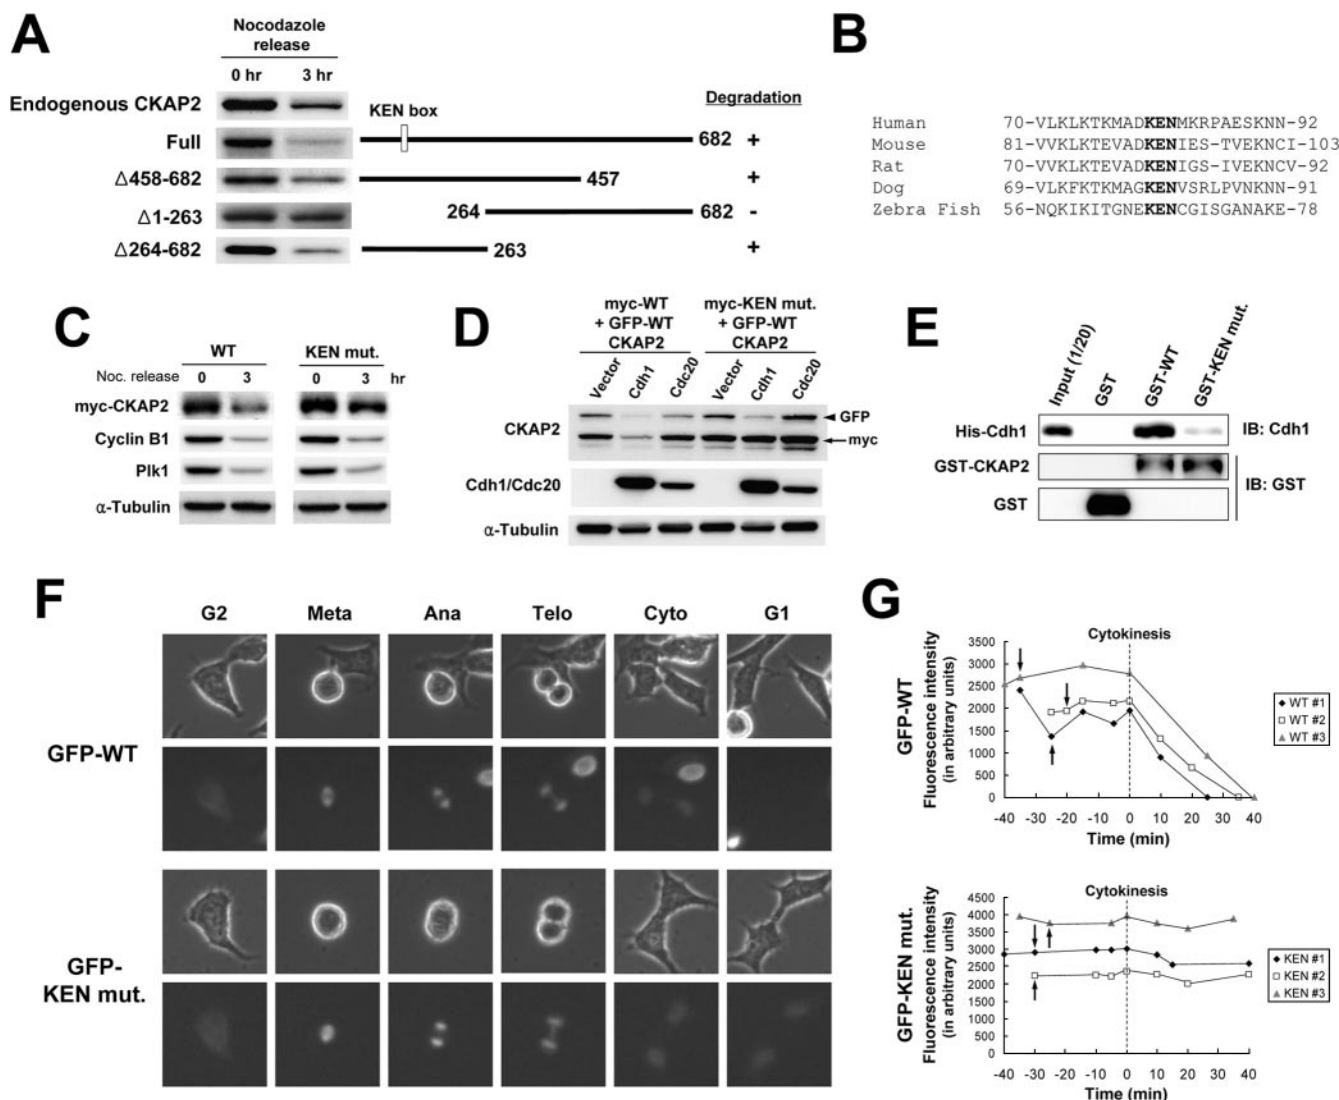 A
Nocodazole
release
0 hr 3 hr
Endogenous CKAP2
Full
Δ458-682
Δ1-263
Δ264-682
KEN box
Degradation
682 +
457 +
264 682 -
263 +
B
Human 70-VLKLKTKMADKENMKRPAESKNN-92
Mouse 81-VVKLKTEVADKENIES-TVEKNCI-103
Rat 70-VVKLKTEVADKENIGS-IVEKNCV-92
Dog 69-VLKFKTKMAGKENVSRLPVNKNN-91
Zebra Fish 56-NQKIKITGNEKENCGISGANAKE-78
C
WT KEN mut.
Noc. release 0 3 0 3 hr
myc-CKAP2
Cyclin B1
Plk1
α-Tubulin
D
myc-WT
+ GFP-WT
CKAP2
myc-KEN mut.
+ GFP-WT
CKAP2
Vector Cdh1 Cdc20 Vector Cdh1 Cdc20
CKAP2
GFP
myc
Cdh1/Cdc20
α-Tubulin
E
Input (1/20) GST GST-WT GST-KEN mut.
His-Cdh1 IB: Cdh1
GST-CKAP2
GST
IB: GST
F
G2 Meta Ana Telo Cyto G1
GFP-WT
GFP-
KEN mut.
G
GFP-WT
Fluorescence intensity
(in arbitrary units)
Cytokinesis
3500
3000
2500
2000
1500
1000
500
0
-40 -30 -20 -10 0 10 20 30 40
Time (min)
WT #1
WT #2
WT #3
GFP-KEN mut.
Fluorescence intensity
(in arbitrary units)
Cytokinesis
4500
4000
3500
3000
2500
2000
1500
1000
500
0
-40 -30 -20 -10 0 10 20 30 40
Time (min)
KEN #1
KEN #2
KEN #3